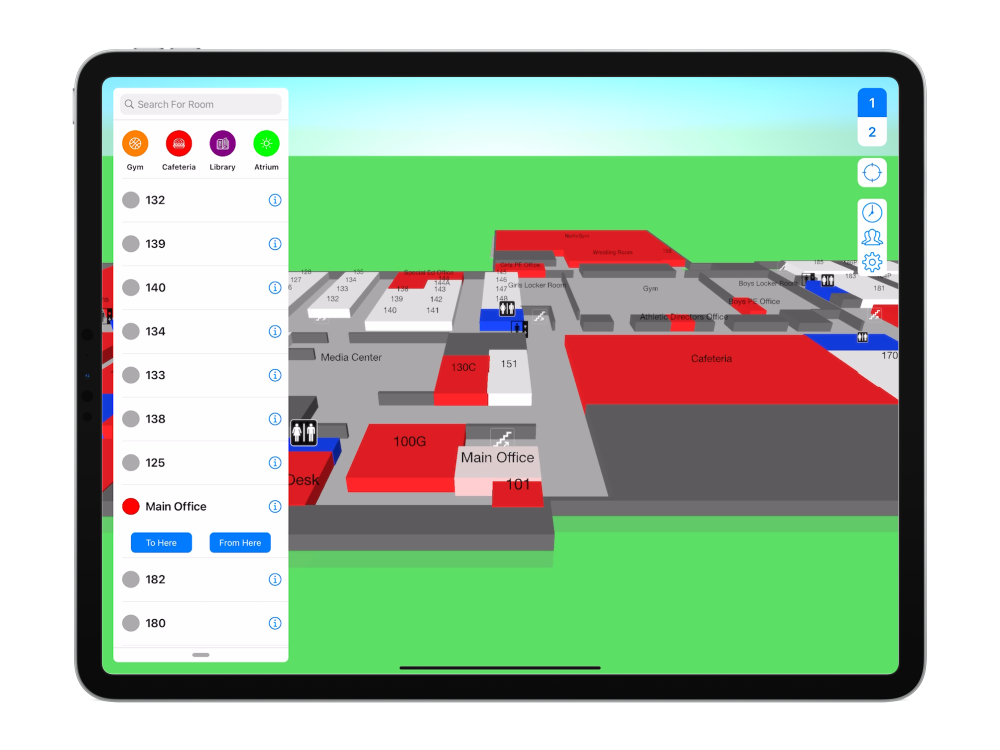 Search For Room
Gym
Cafeteria
Library
Atrium
132
139
140
134
133
138
125
Main Office
To Here
From Here
182
180
1
2
Wrestling Room
Girls PE Office
Girls Locker Room
Gym
Boys Locker Room
Boys PE Office
Athletic Directors Office
185
183
181
170
126
127
135
134
133
132
Special Ed Office
144A
138
143
139
142
140
141
145
146
147
148
Media Center
130C
151
Cafeteria
100G
Main Office
101
Desk